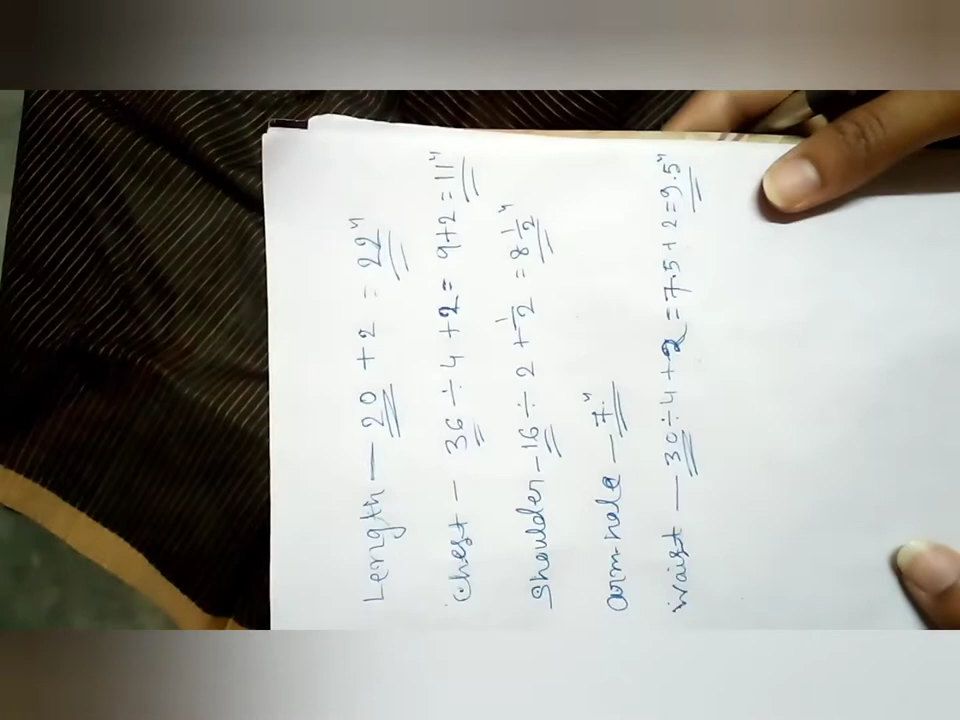 Length — 20 + 2 = 22"
Chest - 36 ÷ 4 + 2 = 9+2 = 11"
Shoulder - 16 ÷ 2 + 1/2 = 8 1/2"
armhole — 7"
waist — 30 ÷ 4 + 2 = 7.5 + 2 = 9.5"